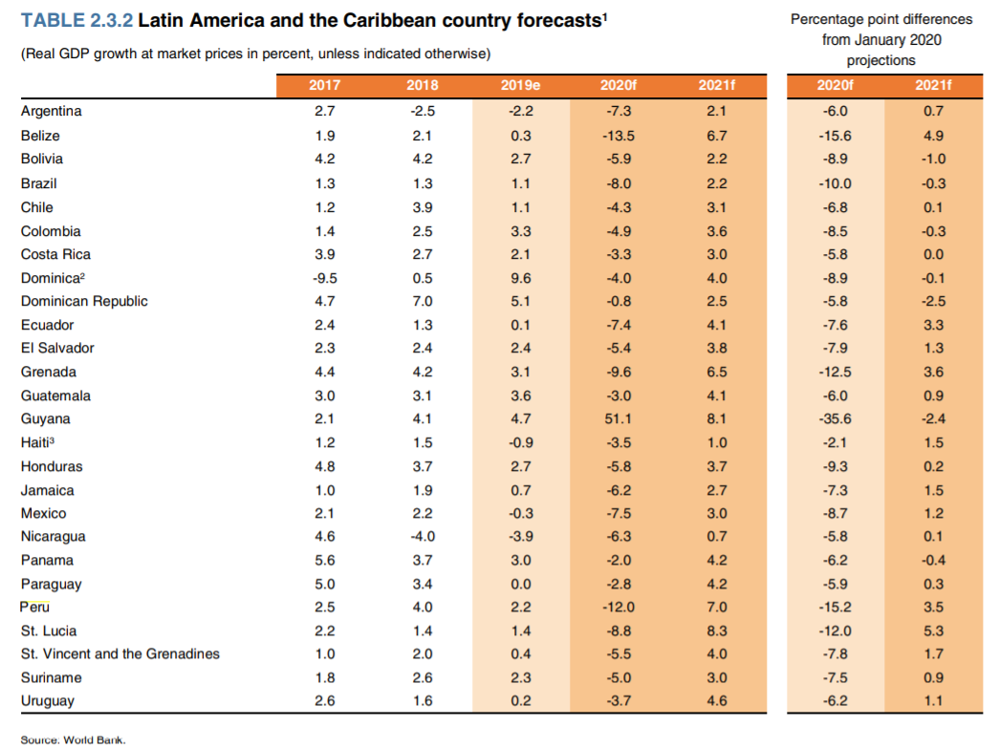 TABLE 2.3.2 Latin America and the Caribbean country forecasts¹
(Real GDP growth at market prices in percent, unless indicated otherwise)
Percentage point differences
from January 2020
projections
2017 2018 2019e 2020f 2021f 2020f 2021f
Argentina 2.7 -2.5 -2.2 -7.3 2.1 -6.0 0.7
Belize 1.9 2.1 0.3 -13.5 6.7 -15.6 4.9
Bolivia 4.2 4.2 2.7 -5.9 2.2 -8.9 -1.0
Brazil 1.3 1.3 1.1 -8.0 2.2 -10.0 -0.3
Chile 1.2 3.9 1.1 -4.3 3.1 -6.8 0.1
Colombia 1.4 2.5 3.3 -4.9 3.6 -8.5 -0.3
Costa Rica 3.9 2.7 2.1 -3.3 3.0 -5.8 0.0
Dominica² -9.5 0.5 9.6 -4.0 4.0 -8.9 -0.1
Dominican Republic 4.7 7.0 5.1 -0.8 2.5 -5.8 -2.5
Ecuador 2.4 1.3 0.1 -7.4 4.1 -7.6 3.3
El Salvador 2.3 2.4 2.4 -5.4 3.8 -7.9 1.3
Grenada 4.4 4.2 3.1 -9.6 6.5 -12.5 3.6
Guatemala 3.0 3.1 3.6 -3.0 4.1 -6.0 0.9
Guyana 2.1 4.1 4.7 51.1 8.1 -35.6 -2.4
Haiti³ 1.2 1.5 -0.9 -3.5 1.0 -2.1 1.5
Honduras 4.8 3.7 2.7 -5.8 3.7 -9.3 0.2
Jamaica 1.0 1.9 0.7 -6.2 2.7 -7.3 1.5
Mexico 2.1 2.2 -0.3 -7.5 3.0 -8.7 1.2
Nicaragua 4.6 -4.0 -3.9 -6.3 0.7 -5.8 0.1
Panama 5.6 3.7 3.0 -2.0 4.2 -6.2 -0.4
Paraguay 5.0 3.4 0.0 -2.8 4.2 -5.9 0.3
Peru 2.5 4.0 2.2 -12.0 7.0 -15.2 3.5
St. Lucia 2.2 1.4 1.4 -8.8 8.3 -12.0 5.3
St. Vincent and the Grenadines 1.0 2.0 0.4 -5.5 4.0 -7.8 1.7
Suriname 1.8 2.6 2.3 -5.0 3.0 -7.5 0.9
Uruguay 2.6 1.6 0.2 -3.7 4.6 -6.2 1.1
Source: World Bank.